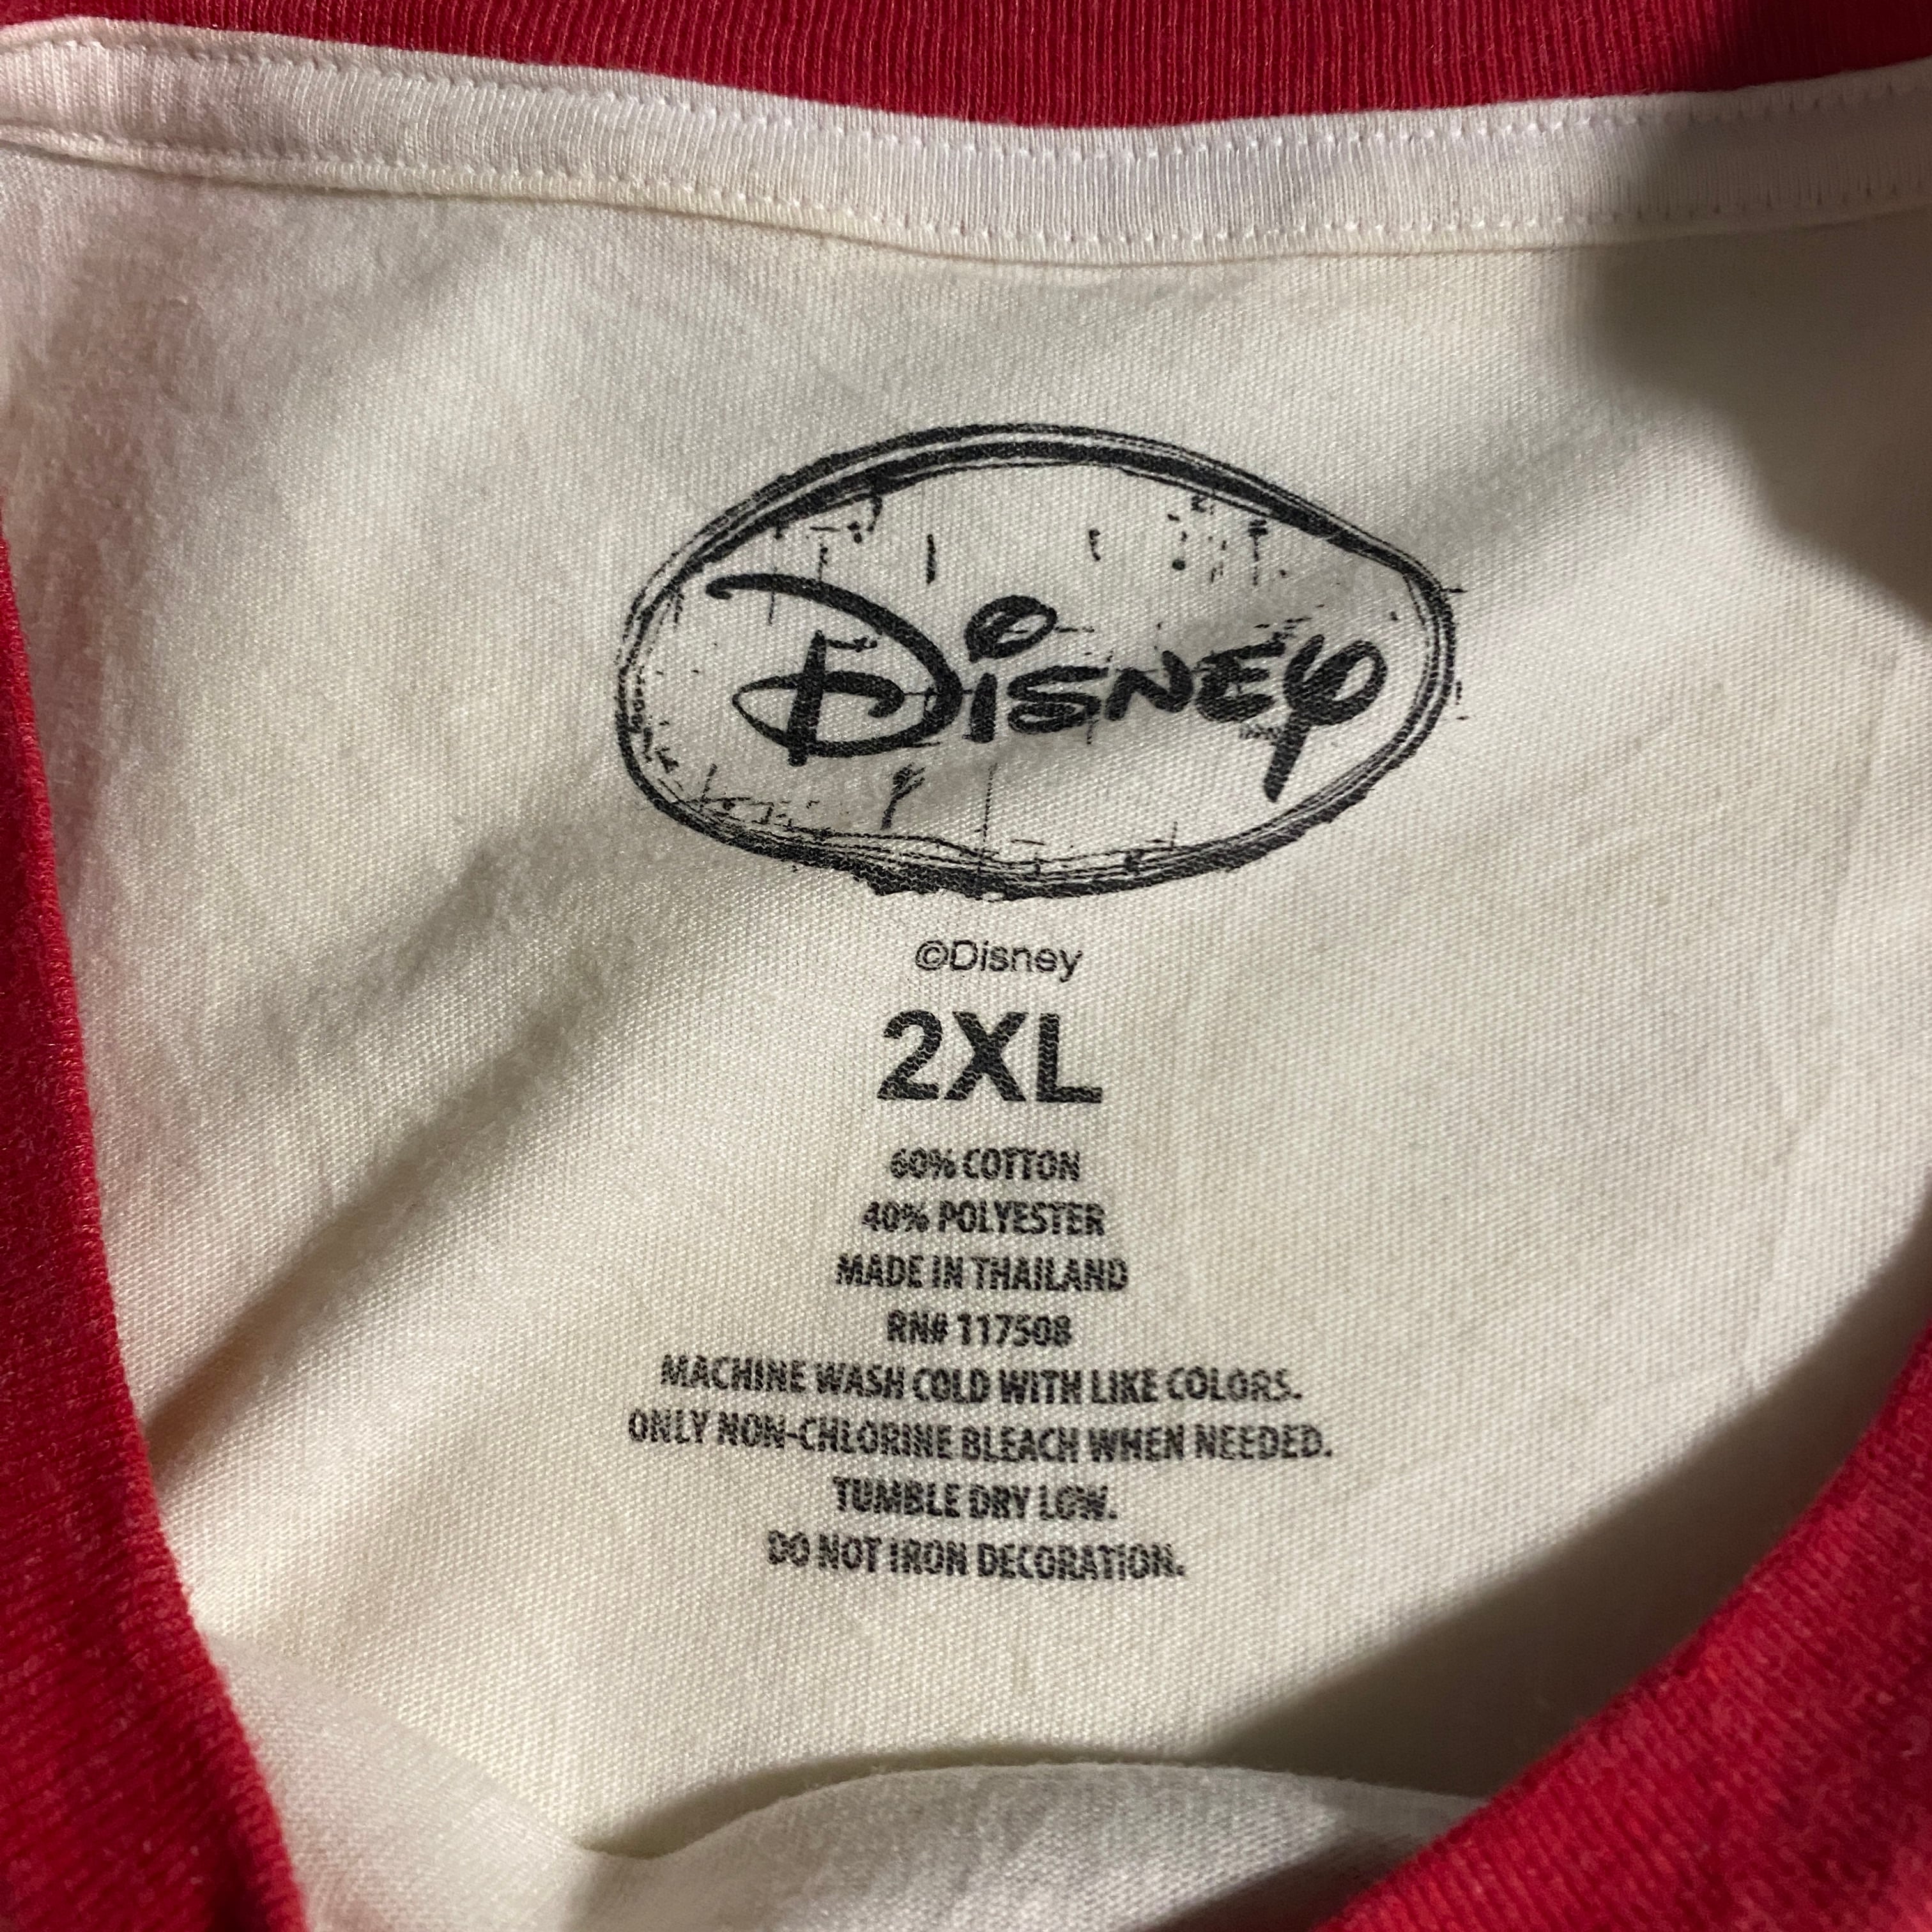 Disney
©Disney
2XL
60% COTTON
40% POLYESTER
MADE IN THAILAND
RN# 117508
MACHINE WASH COLD WITH LIKE COLORS.
ONLY NON-CHLORINE BLEACH WHEN NEEDED.
TUMBLE DRY LOW.
DO NOT IRON DECORATION.